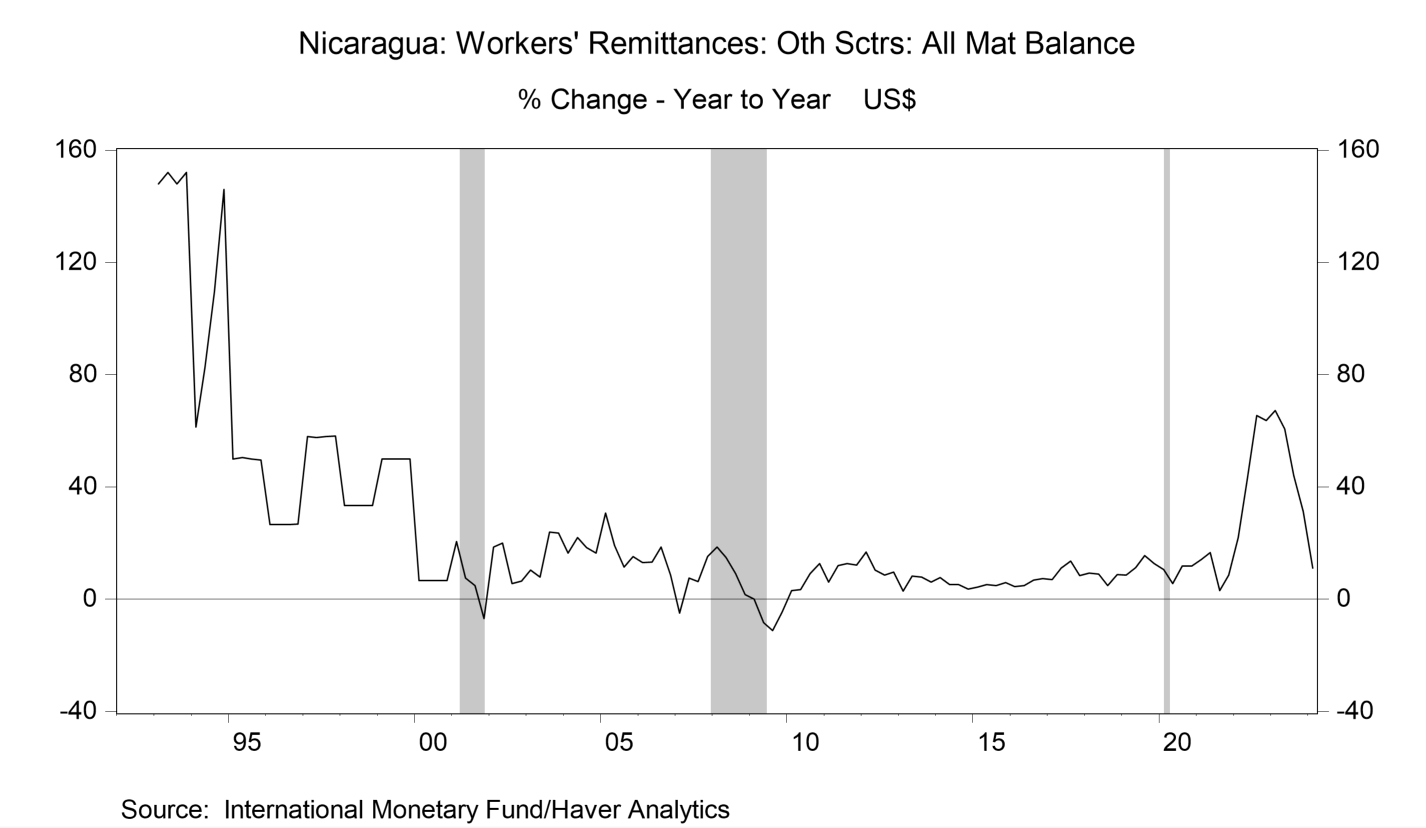 Nicaragua: Workers' Remittances: Oth Sctrs: All Mat Balance
% Change - Year to Year US$
160 160
120 120
80 80
40 40
0 0
-40 -40
95 00 05 10 15 20
Source: International Monetary Fund/Haver Analytics